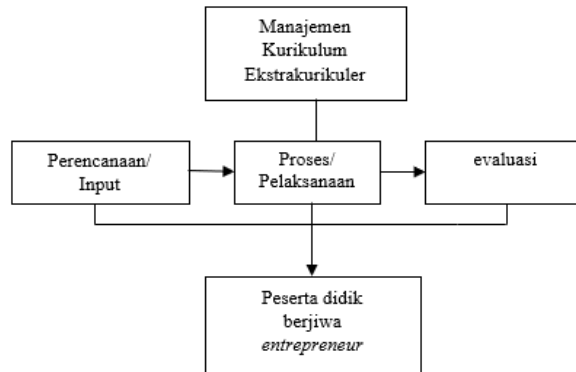 Manajemen
Kurikulum
Ekstrakurikuler
Perencanaan/
Input
Proses/
Pelaksanaan
evaluasi
Peserta didik
berjiwa
entrepreneur